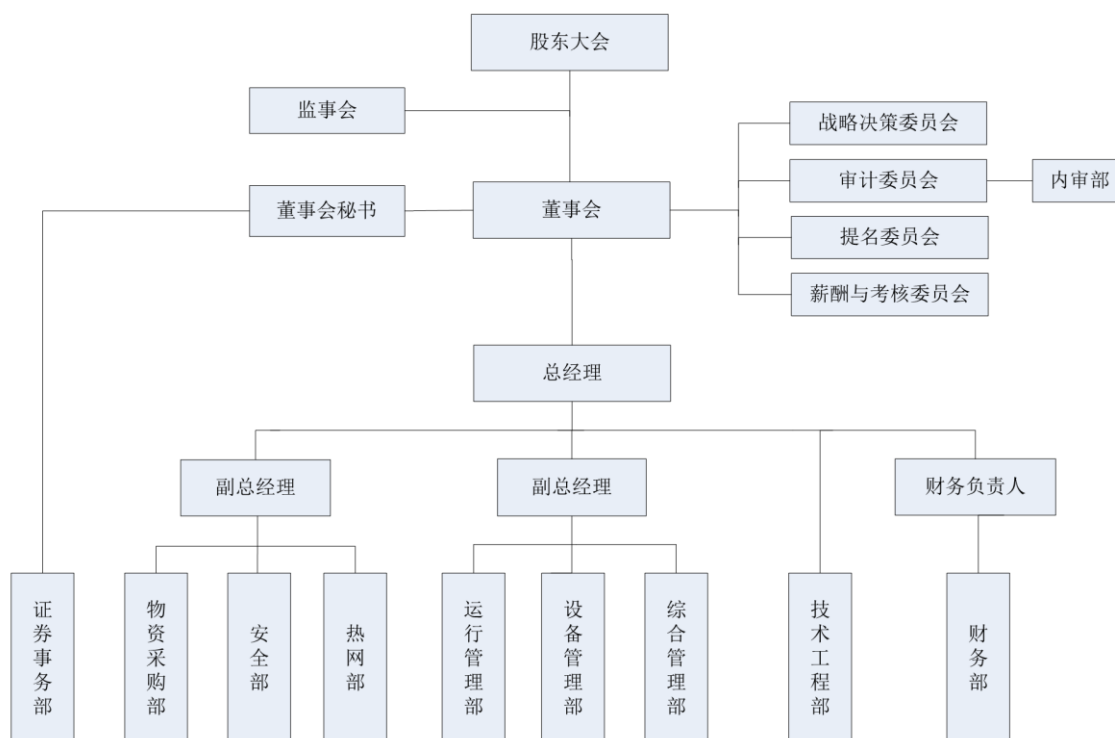 股东大会
监事会
战略决策委员会
审计委员会
内审部
董事会秘书
董事会
提名委员会
薪酬与考核委员会
总经理
副总经理
副总经理
财务负责人
证券事务部
物资采购部
安全部
热网部
运行管理部
设备管理部
综合管理部
技术工程部
财务部